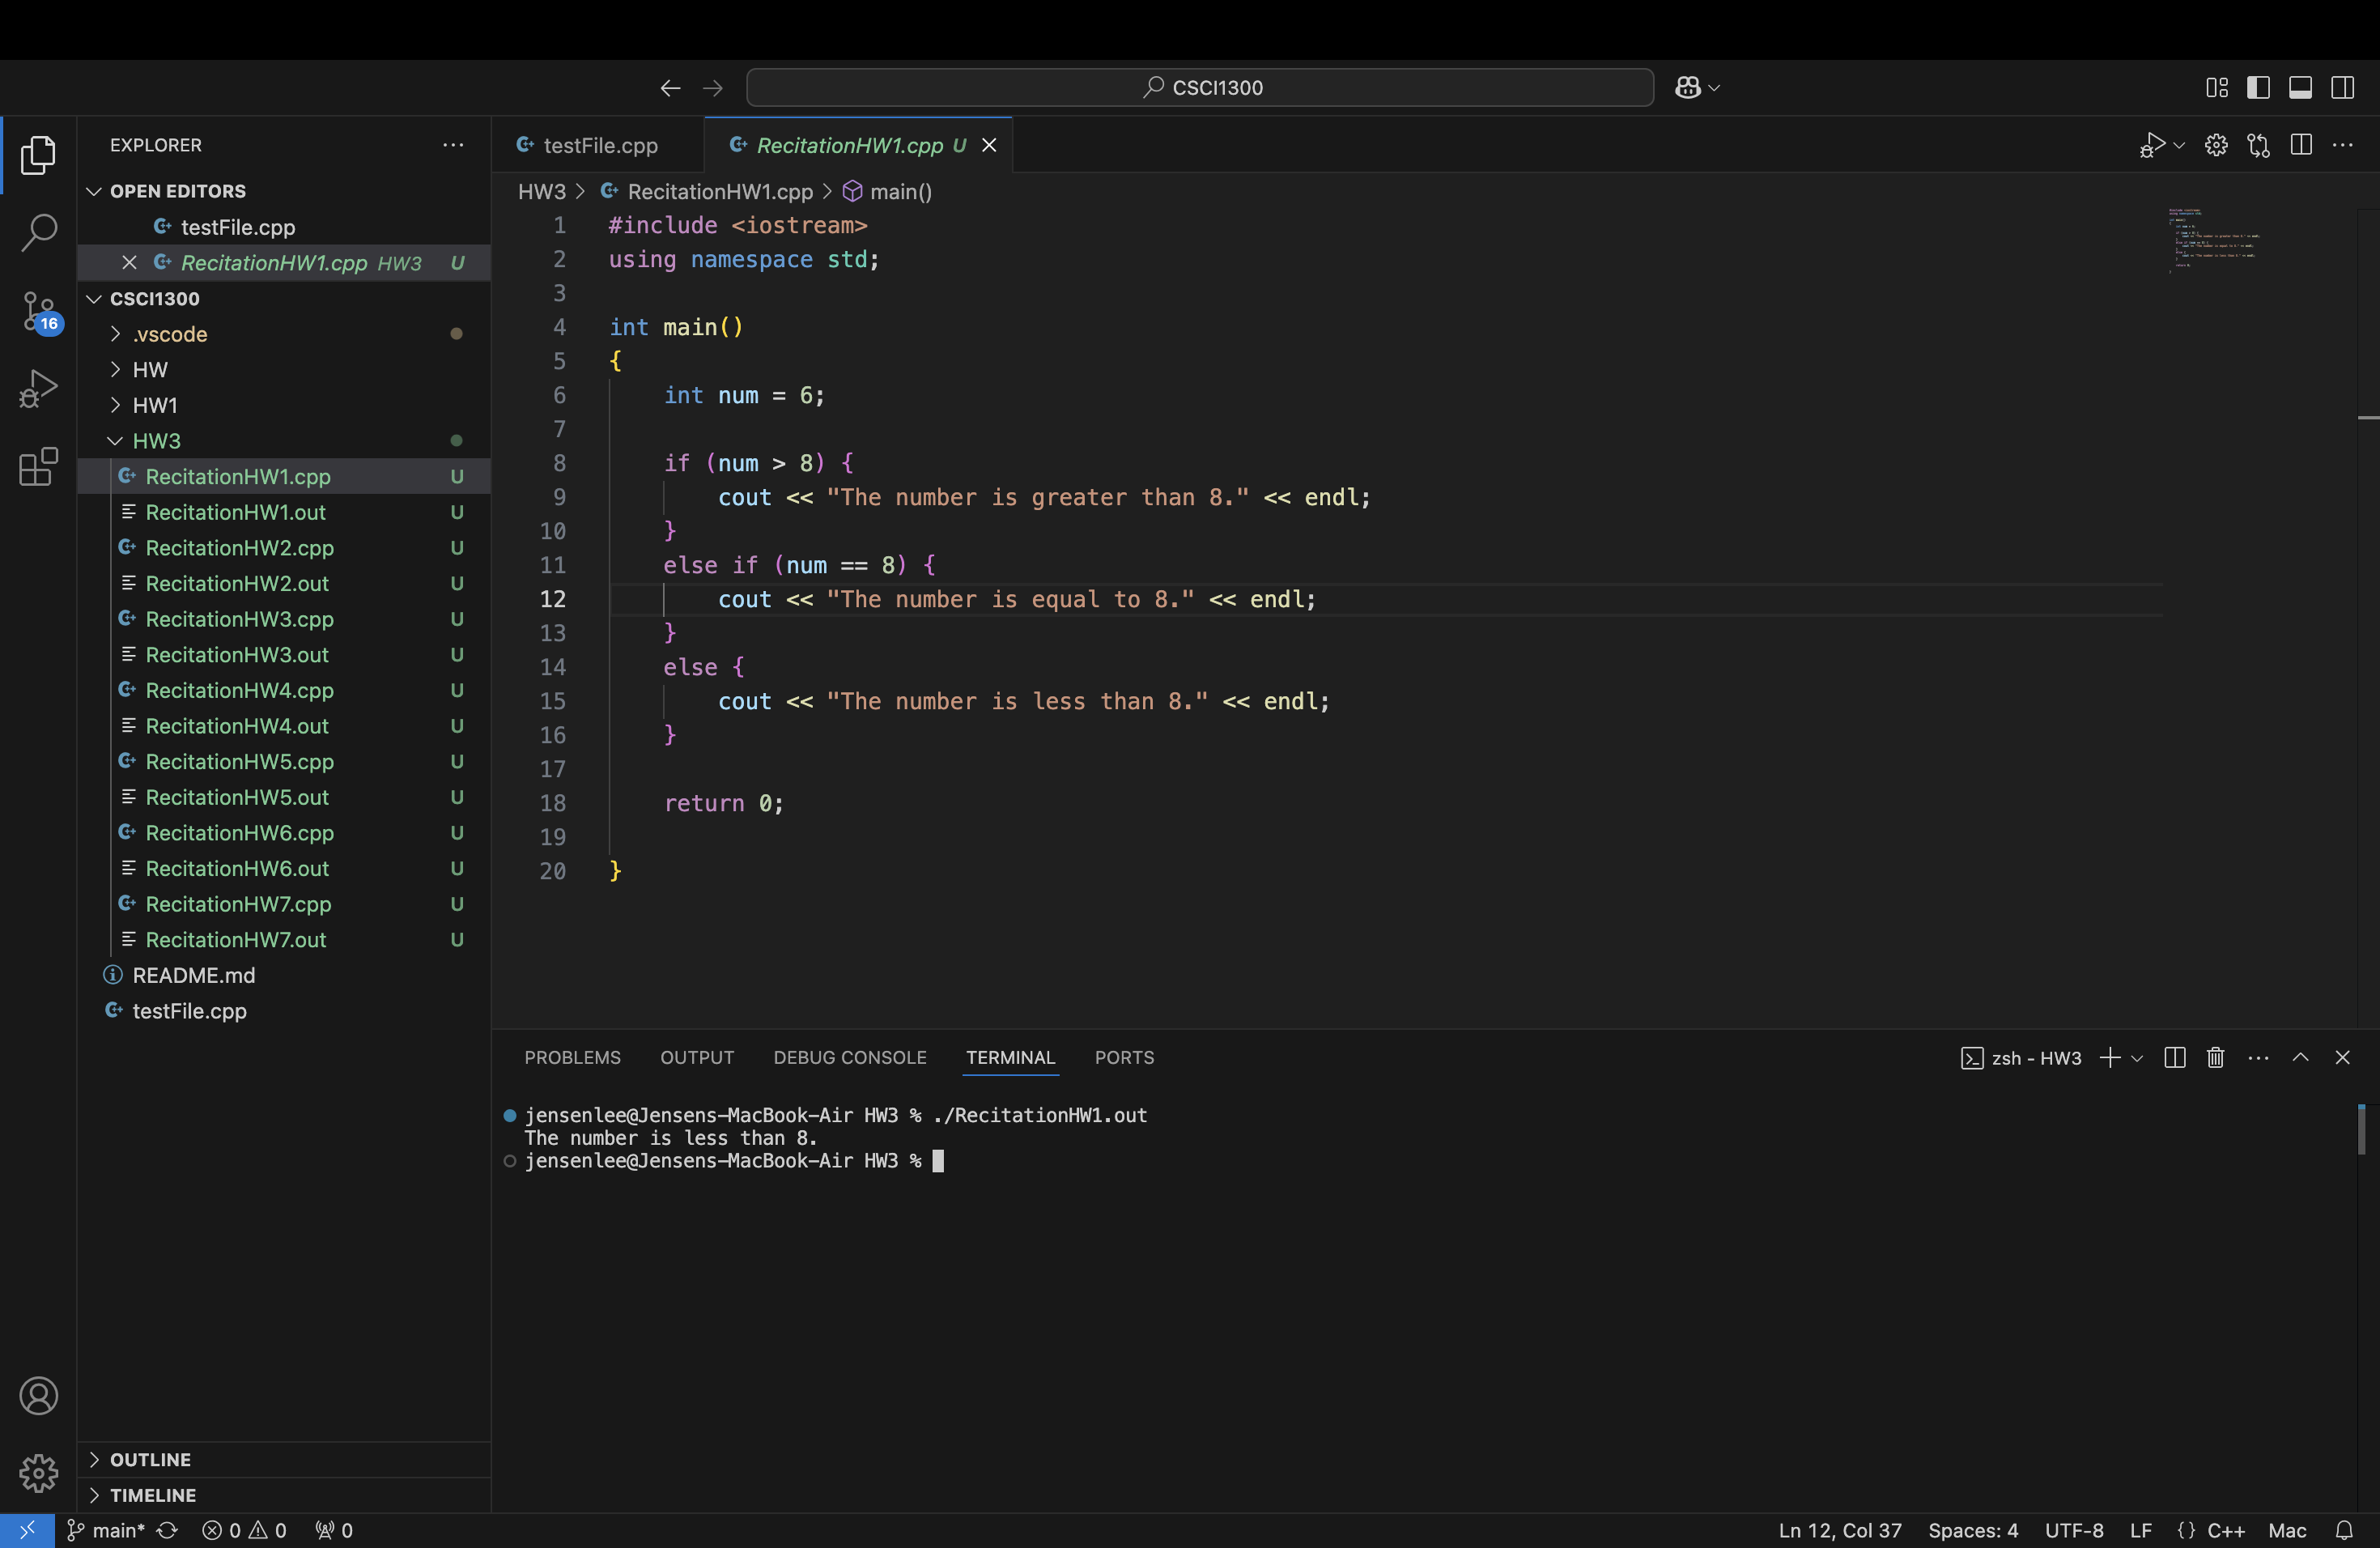 CSCI1300
EXPLORER
OPEN EDITORS
testFile.cpp
RecitationHW1.cpp HW3 U
CSCI1300
.vscode
HW
HW1
HW3
RecitationHW1.cpp U
RecitationHW1.out U
RecitationHW2.cpp U
RecitationHW2.out U
RecitationHW3.cpp U
RecitationHW3.out U
RecitationHW4.cpp U
RecitationHW4.out U
RecitationHW5.cpp U
RecitationHW5.out U
RecitationHW6.cpp U
RecitationHW6.out U
RecitationHW7.cpp U
RecitationHW7.out U
README.md
testFile.cpp
OUTLINE
TIMELINE
16
testFile.cpp RecitationHW1.cpp U
HW3 > RecitationHW1.cpp > main()
1 #include <iostream>
2 using namespace std;
3
4 int main()
5 {
6 int num = 6;
7
8 if (num > 8) {
9 cout << "The number is greater than 8." << endl;
10 }
11 else if (num == 8) {
12 cout << "The number is equal to 8." << endl;
13 }
14 else {
15 cout << "The number is less than 8." << endl;
16 }
17
18 return 0;
19
20 }
PROBLEMS OUTPUT DEBUG CONSOLE TERMINAL PORTS zsh - HW3
jensenlee@Jensens-MacBook-Air HW3 % ./RecitationHW1.out
The number is less than 8.
jensenlee@Jensens-MacBook-Air HW3 %
main* 0 0 0 Ln 12, Col 37 Spaces: 4 UTF-8 LF {} C++ Mac